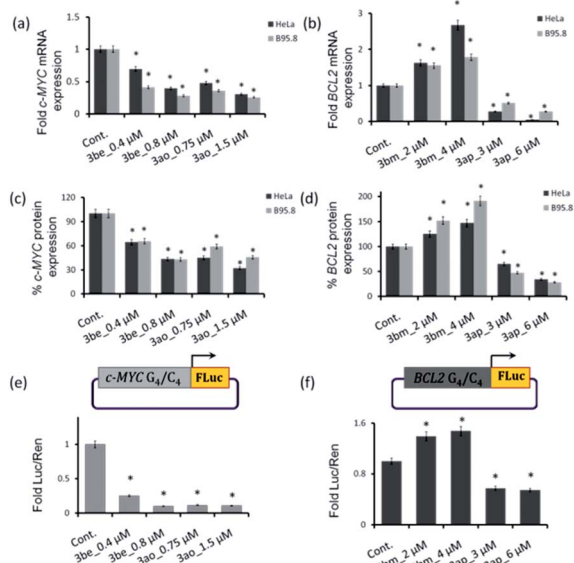 (a)
Fold c-MYC mRNA
expression
1.5
1
0.5
0
HeLa
B95.8
* * * * * * * *
Cont.
3be_0.4 µM
3be_0.8 µM
3ao_0.75 µM
3ao_1.5 µM
(b)
Fold BCL2 mRNA
expression
3
2
1
0
HeLa
B95.8
* * * * * * * *
Cont.
3bm_2 µM
3bm_4 µM
3ap_3 µM
3ap_6 µM
(c)
% c-MYC protein
expression
120
90
60
30
0
HeLa
B95.8
* * * * * * * *
Cont.
3be_0.4 µM
3be_0.8 µM
3ao_0.75 µM
3ao_1.5 µM
(d)
% BCL2 protein
expression
200
150
100
50
0
HeLa
B95.8
* * * * * * * *
Cont.
3bm_2 µM
3bm_4 µM
3ap_3 µM
3ap_6 µM
(e)
c-MYC G4/C4 FLuc
Fold Luc/Ren
1
0.5
0
* * * *
Cont.
3be_0.4 µM
3be_0.8 µM
3ao_0.75 µM
3ao_1.5 µM
(f)
BCL2 G4/C4 FLuc
Fold Luc/Ren
1.6
0.8
0
* * * *
Cont.
3bm_2 µM
3bm_4 µM
3ap_3 µM
3ap_6 µM